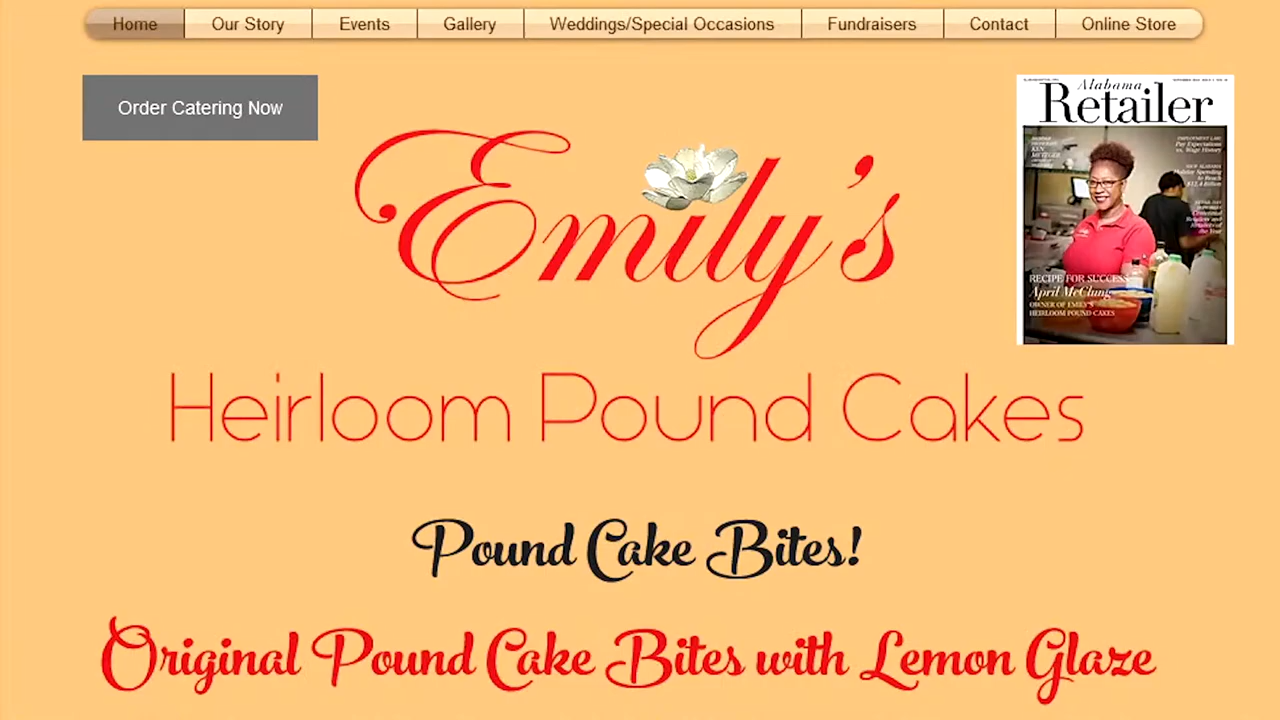 Home
Our Story
Events
Gallery
Weddings/Special Occasions
Fundraisers
Contact
Online Store
Order Catering Now
Emily's
Heirloom Pound Cakes
Alabama
Retailer
RECIPE FOR SUCCESS
April McClung
OWNER OF EMILY'S
HEIRLOOM POUND CAKES
Pound Cake Bites!
Original Pound Cake Bites with Lemon Glaze